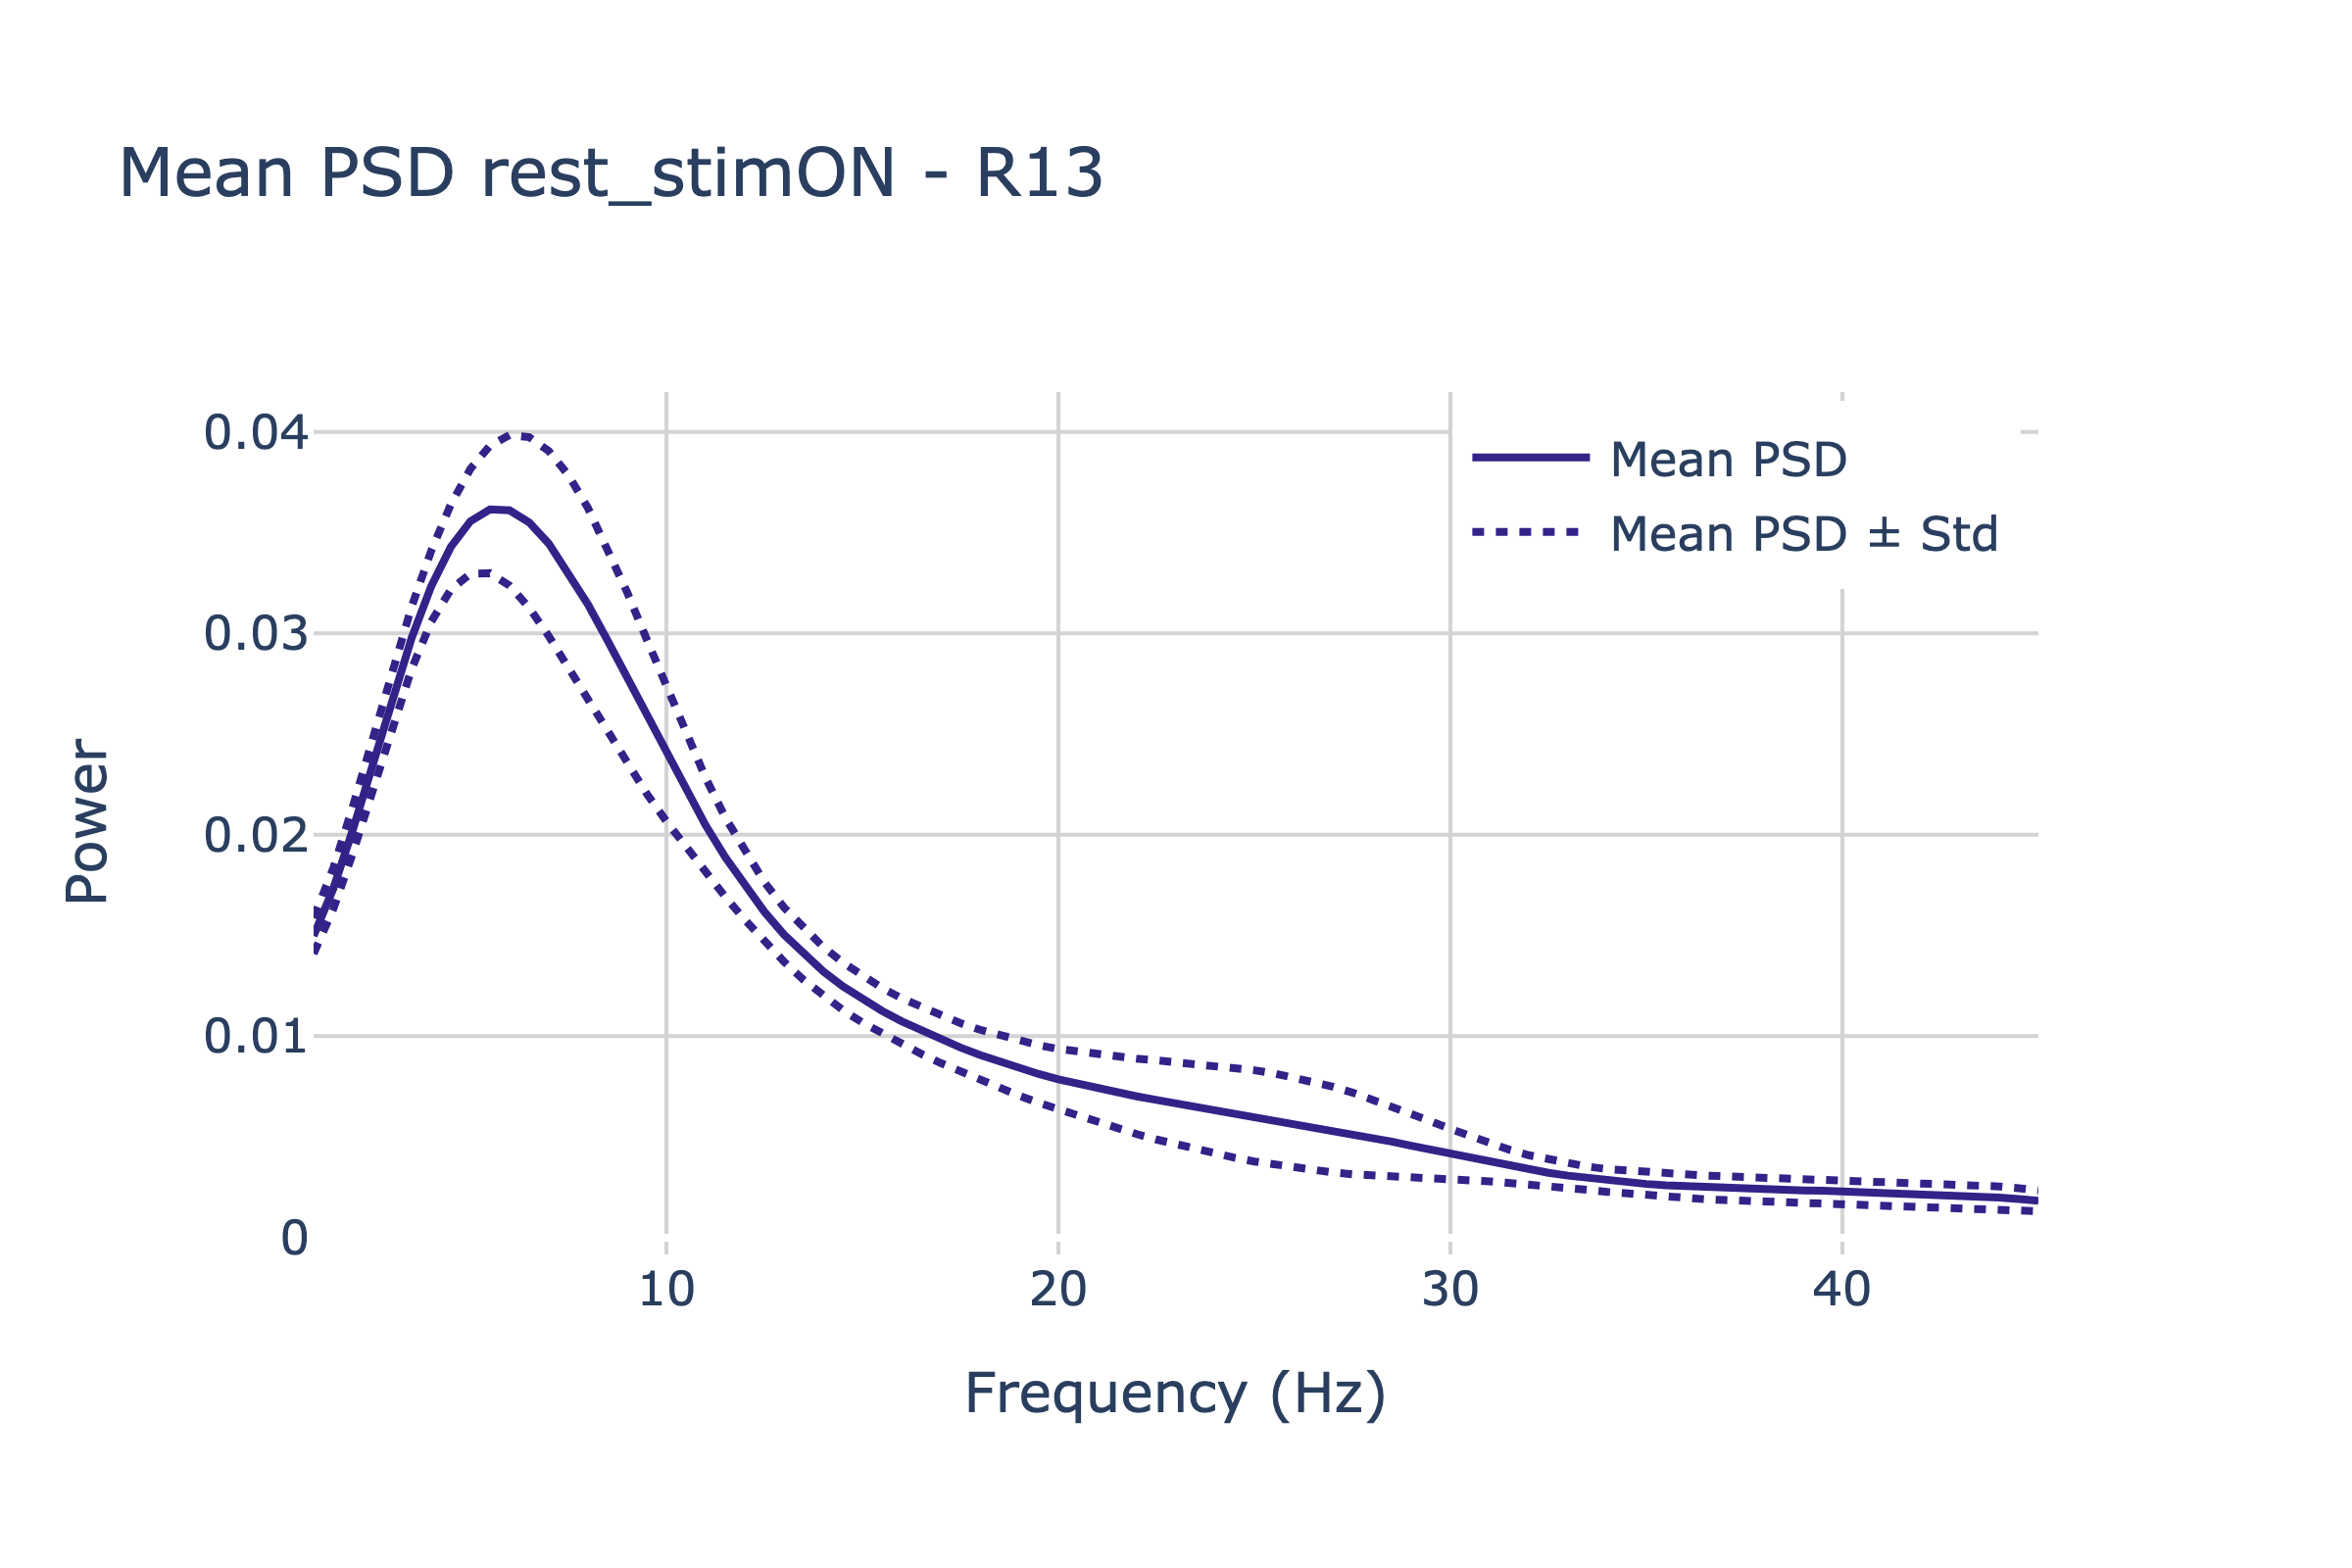 Mean PSD rest_stimON - R13
Mean PSD
Mean PSD ± Std
0.04
0.03
0.02
0.01
0
Power
10
20
30
40
Frequency (Hz)